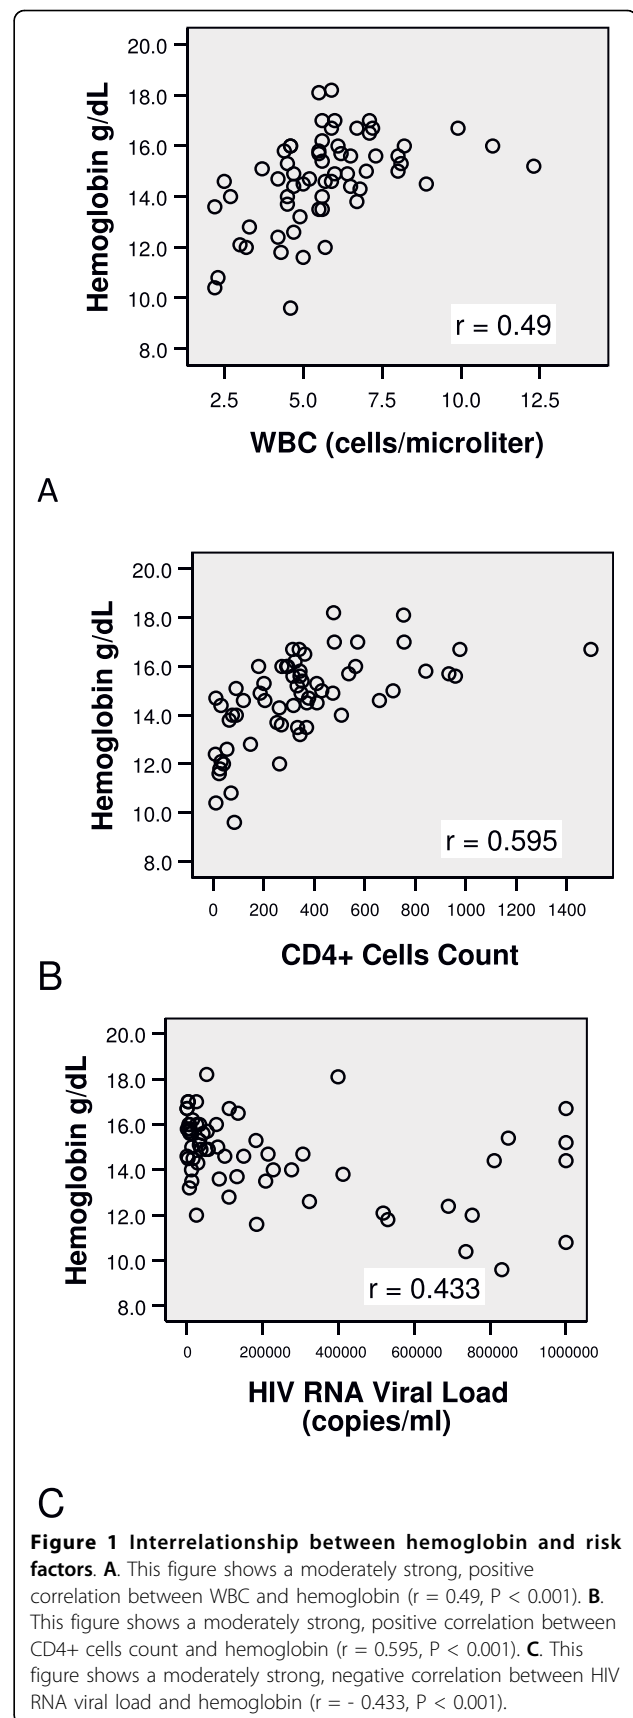 20.0
18.0
16.0
14.0
12.0
10.0
8.0
Hemoglobin g/dL
r = 0.49
2.5 5.0 7.5 10.0 12.5
WBC (cells/microliter)
A
20.0
18.0
16.0
14.0
12.0
10.0
8.0
Hemoglobin g/dL
r = 0.595
0 200 400 600 800 1000 1200 1400
CD4+ Cells Count
B
20.0
18.0
16.0
14.0
12.0
10.0
8.0
Hemoglobin g/dL
r = 0.433
0 200000 400000 600000 800000 1000000
HIV RNA Viral Load
(copies/ml)
C
Figure 1 Interrelationship between hemoglobin and risk
factors. A. This figure shows a moderately strong, positive
correlation between WBC and hemoglobin (r = 0.49, P < 0.001). B.
This figure shows a moderately strong, positive correlation between
CD4+ cells count and hemoglobin (r = 0.595, P < 0.001). C. This
figure shows a moderately strong, negative correlation between HIV
RNA viral load and hemoglobin (r = - 0.433, P < 0.001).